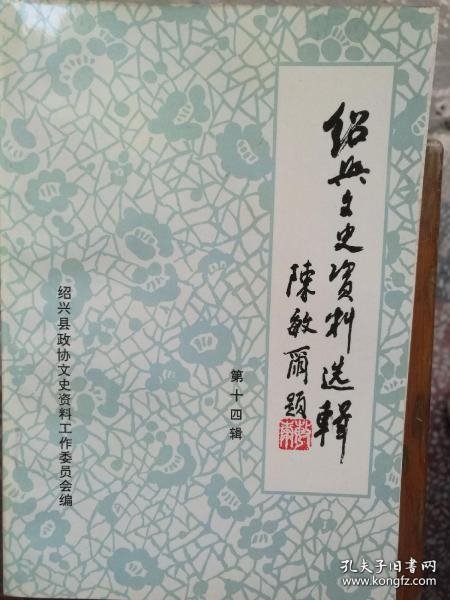 绍兴文史资料选辑
陈敏爾题
第十四辑
绍兴县政协文史资料工作委员会编
孔夫子旧书网
www.kongfz.com